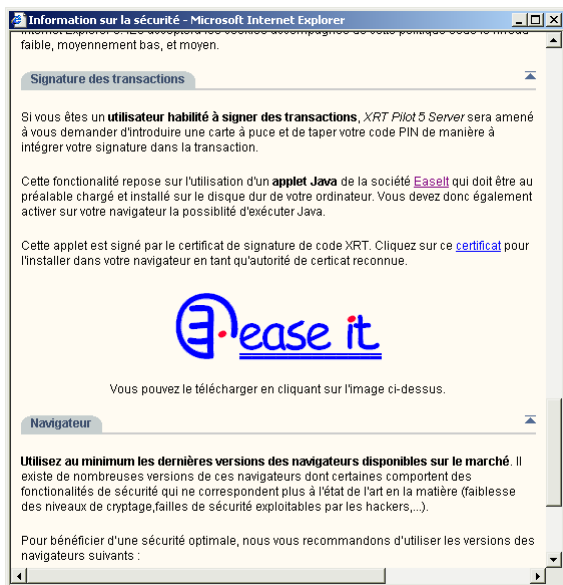 Information sur la sécurité - Microsoft Internet Explorer
faible, moyennement bas, et moyen.
Signature des transactions
Si vous êtes un utilisateur habilité à signer des transactions, XRT Pilot 5 Server sera amené
à vous demander d'introduire une carte à puce et de taper votre code PIN de manière à
intégrer votre signature dans la transaction.
Cette fonctionalité repose sur l'utilisation d'un applet Java de la société EaseIt qui doit être au
préalable chargé et installé sur le disque dur de votre ordinateur. Vous devez donc également
activer sur votre navigateur la possiblité d'exécuter Java.
Cette applet est signé par le certificat de signature de code XRT. Cliquez sur ce certificat pour
l'installer dans votre navigateur en tant qu'autorité de certicat reconnue.
ease it
Vous pouvez le télécharger en cliquant sur l'image ci-dessus.
Navigateur
Utilisez au minimum les dernières versions des navigateurs disponibles sur le marché. Il
existe de nombreuses versions de ces navigateurs dont certaines comportent des
fonctionalités de sécurité qui ne correspondent plus à l'état de l'art en la matière (faiblesse
des niveaux de cryptage,failles de sécurité exploitables par les hackers,...).
Pour bénéficier d'une sécurité optimale, nous vous recommandons d'utiliser les versions des
navigateurs suivants :